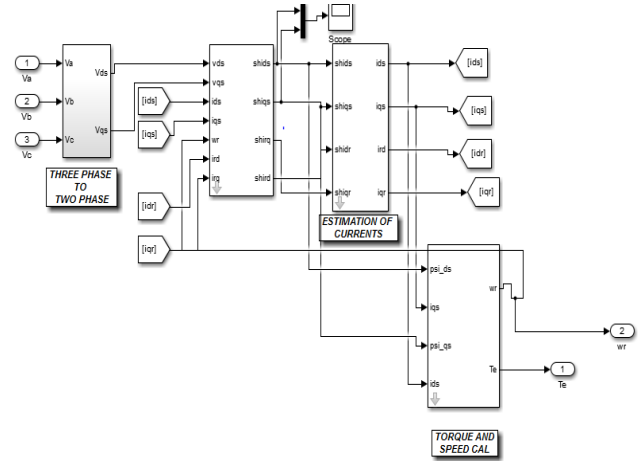 1
Va
2
Vb
3
Vc
Va
Vb
Vc
Vds
Vqs
THREE PHASE
TO
TWO PHASE
[ids]
[iqs]
[idr]
[iqr]
vds
vqs
ids
iqs
wr
ird
irq
shids
shiqs
shirq
shird
Scope
shids
shiqs
shidr
shiqr
ids
iqs
ird
iqr
ESTIMATION OF
CURRENTS
[ids]
[iqs]
[idr]
[iqr]
psi_ds
iqs
psi_qs
ids
wr
Te
TORQUE AND
SPEED CAL
2
wr
1
Te